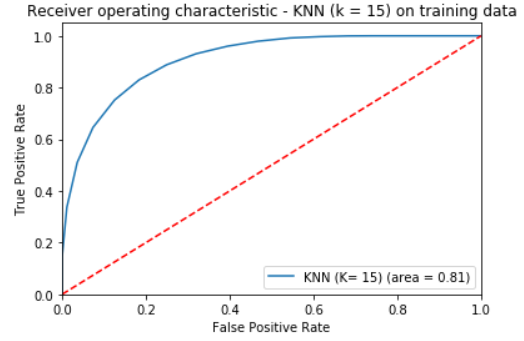 Receiver operating characteristic - KNN (k = 15) on training data
True Positive Rate
1.0
0.8
0.6
0.4
0.2
0.0
KNN (K= 15) (area = 0.81)
0.0 0.2 0.4 0.6 0.8 1.0
False Positive Rate